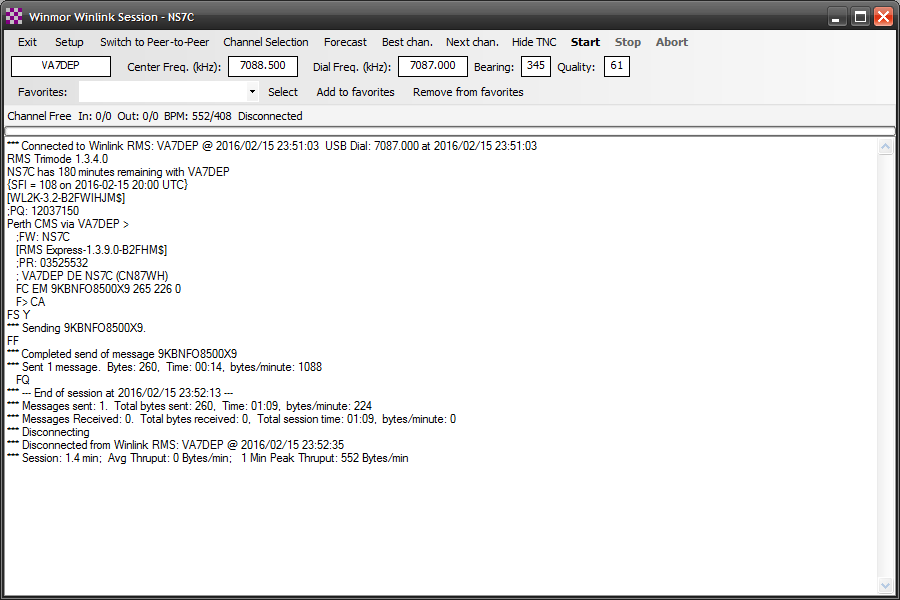 Winmor Winlink Session - NS7C
Exit Setup Switch to Peer-to-Peer Channel Selection Forecast Best chan. Next chan. Hide TNC Start Stop Abort
VA7DEP Center Freq. (kHz): 7088.500 Dial Freq. (kHz): 7087.000 Bearing: 345 Quality: 61
Favorites: Select Add to favorites Remove from favorites
Channel Free In: 0/0 Out: 0/0 BPM: 552/408 Disconnected
*** Connected to Winlink RMS: VA7DEP @ 2016/02/15 23:51:03 USB Dial: 7087.000 at 2016/02/15 23:51:03
RMS Trimode 1.3.4.0
NS7C has 180 minutes remaining with VA7DEP
{SFI = 108 on 2016-02-15 20:00 UTC}
[WL2K-3.2-B2FWIHJM$]
;PQ: 12037150
Perth CMS via VA7DEP >
;FW: NS7C
[RMS Express-1.3.9.0-B2FHM$]
;PR: 03525532
; VA7DEP DE NS7C (CN87WH)
FC EM 9KBNFO8500X9 265 226 0
F> CA
FS Y
*** Sending 9KBNFO8500X9.
FF
*** Completed send of message 9KBNFO8500X9
*** Sent 1 message. Bytes: 260, Time: 00:14, bytes/minute: 1088
FQ
*** --- End of session at 2016/02/15 23:52:13 ---
*** Messages sent: 1. Total bytes sent: 260, Time: 01:09, bytes/minute: 224
*** Messages Received: 0. Total bytes received: 0, Total session time: 01:09, bytes/minute: 0
*** Disconnecting
*** Disconnected from Winlink RMS: VA7DEP @ 2016/02/15 23:52:35
*** Session: 1.4 min; Avg Thruput: 0 Bytes/min; 1 Min Peak Thruput: 552 Bytes/min